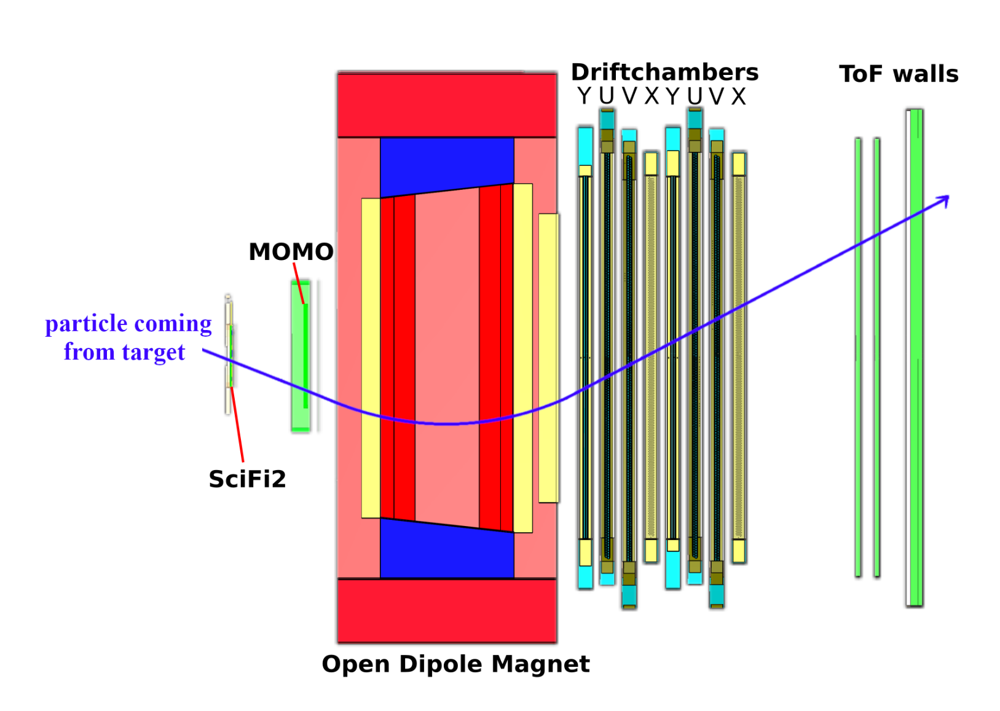 Driftchambers
Y U V X Y U V X
ToF walls
MOMO
particle coming
from target
SciFi2
Open Dipole Magnet